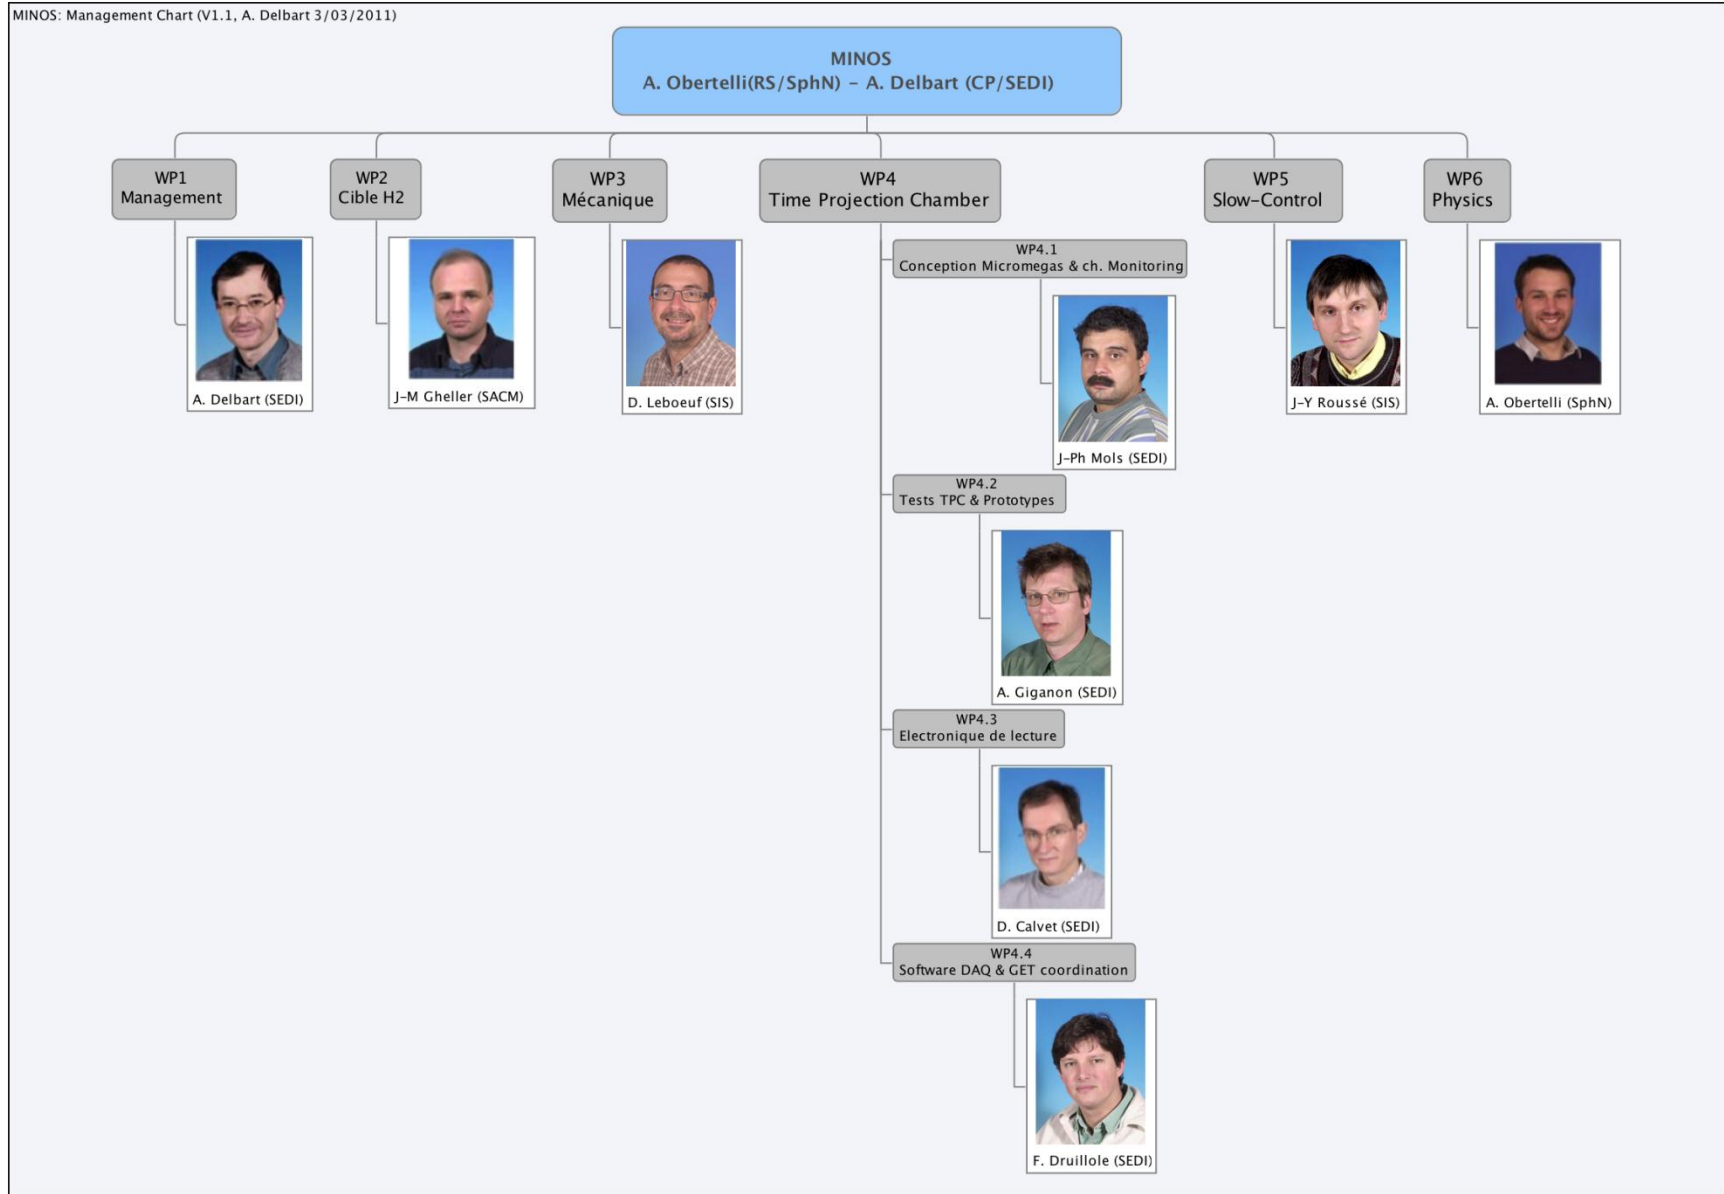 MINOS: Management Chart (V1.1, A. Delbart 3/03/2011)
MINOS
A. Obertelli(RS/SphN) – A. Delbart (CP/SEDI)
WP1
Management
WP2
Cible H2
WP3
Mécanique
WP4
Time Projection Chamber
WP5
Slow-Control
WP6
Physics
A. Delbart (SEDI)
J-M Gheller (SACM)
D. Leboeuf (SIS)
WP4.1
Conception Micromegas & ch. Monitoring
J-Ph Mols (SEDI)
J-Y Roussé (SIS)
A. Obertelli (SphN)
WP4.2
Tests TPC & Prototypes
A. Giganon (SEDI)
WP4.3
Electronique de lecture
D. Calvet (SEDI)
WP4.4
Software DAQ & GET coordination
F. Druillole (SEDI)